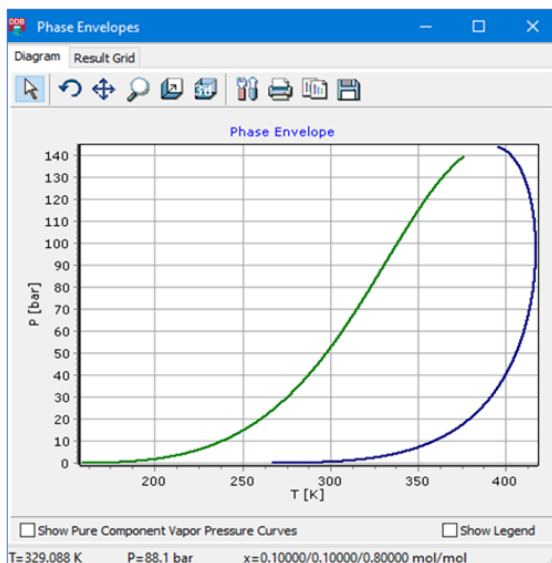 DDB Phase Envelopes
Diagram Result Grid
3D
Phase Envelope
P [bar]
140
130
120
110
100
90
80
70
60
50
40
30
20
10
0
200 250 300 350 400
T [K]
Show Pure Component Vapor Pressure Curves Show Legend
T=329.088 K P=88.1 bar x=0.10000/0.10000/0.80000 mol/mol